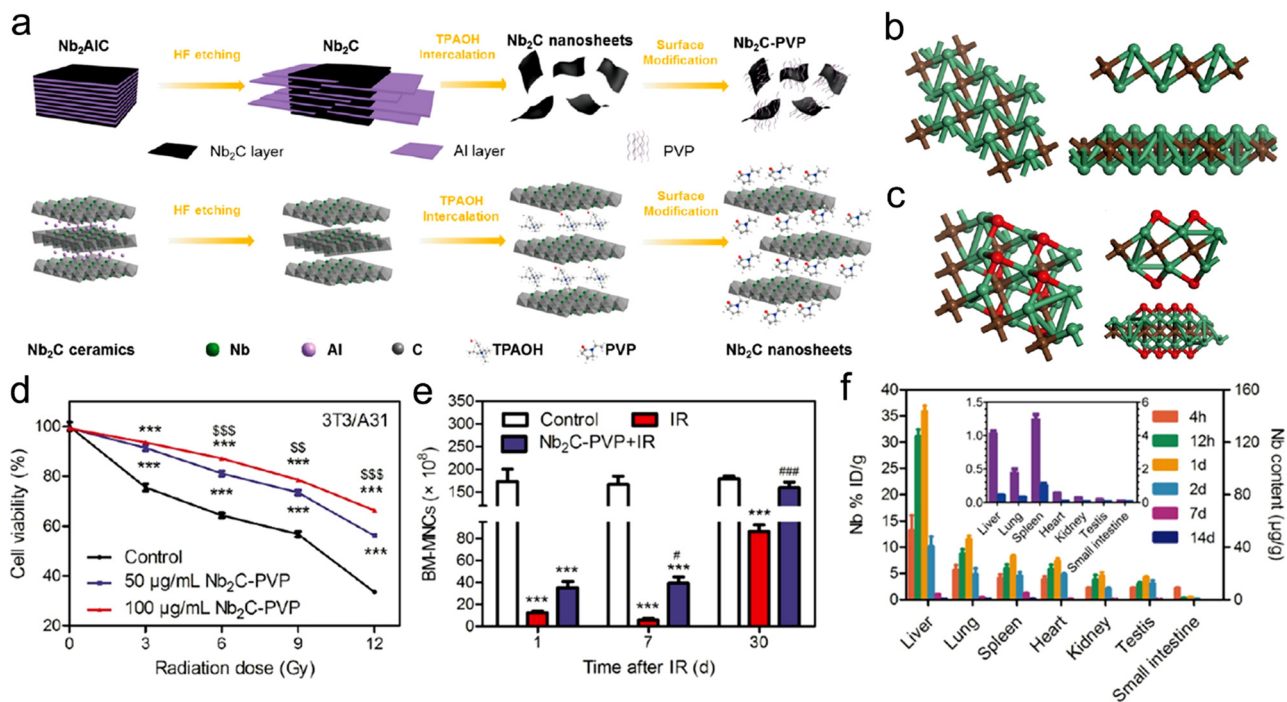 a
Nb₂AlC
HF etching
Nb₂C
TPAOH
Intercalation
Nb₂C nanosheets
Surface
Modification
Nb₂C-PVP
Nb₂C layer
Al layer
PVP
HF etching
TPAOH
Intercalation
Surface
Modification
Nb₂C ceramics
Nb
Al
C
TPAOH
PVP
Nb₂C nanosheets
b
c
d
3T3/A31
Cell viability (%)
100
80
60
40
20
***
***
$$$
***
***
$$
***
***
$$$
***
***
Control
50 µg/mL Nb₂C-PVP
100 µg/mL Nb₂C-PVP
0
3
6
9
12
Radiation dose (Gy)
e
BM-MNCs (× 10⁸)
350
300
250
200
150
100
80
60
40
20
0
Control
IR
Nb₂C-PVP+IR
***
***
***
#
***
***
###
1
7
30
Time after IR (d)
f
Nb % ID/g
40
35
30
25
20
15
10
5
0
1.5
1.0
0.5
0.0
6
4
2
0
Liver
Lung
Spleen
Heart
Kidney
Testis
Small intestine
4h
12h
1d
2d
7d
14d
160
120
80
40
0
Nb content (µg/g)
Liver
Lung
Spleen
Heart
Kidney
Testis
Small intestine